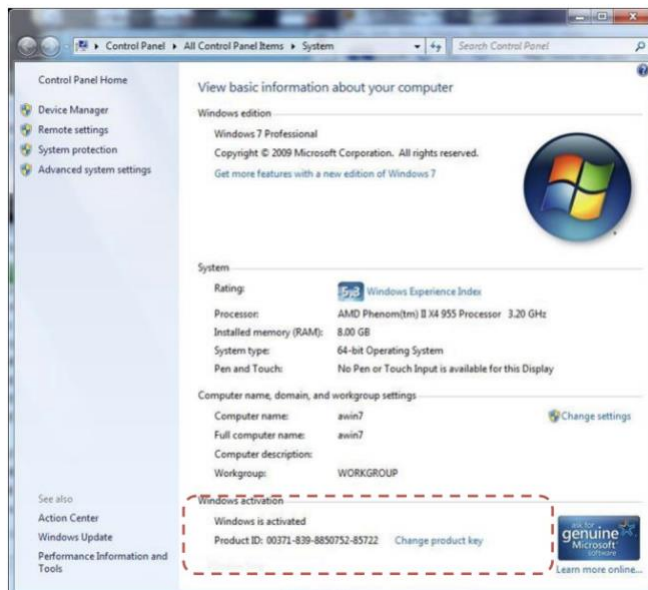 Control Panel ▸ All Control Panel Items ▸ System
Search Control Panel
Control Panel Home
Device Manager
Remote settings
System protection
Advanced system settings
See also
Action Center
Windows Update
Performance Information and
Tools
View basic information about your computer
Windows edition
Windows 7 Professional
Copyright © 2009 Microsoft Corporation. All rights reserved.
Get more features with a new edition of Windows 7
System
Rating:
5,3 Windows Experience Index
Processor: AMD Phenom(tm) II X4 955 Processor 3.20 GHz
Installed memory (RAM): 8.00 GB
System type: 64-bit Operating System
Pen and Touch: No Pen or Touch Input is available for this Display
Computer name, domain, and workgroup settings
Computer name: awin7
Change settings
Full computer name: awin7
Computer description:
Workgroup: WORKGROUP
Windows activation
Windows is activated
Product ID: 00371-839-8850752-85722 Change product key
ask for
genuine
Microsoft
software
Learn more online...